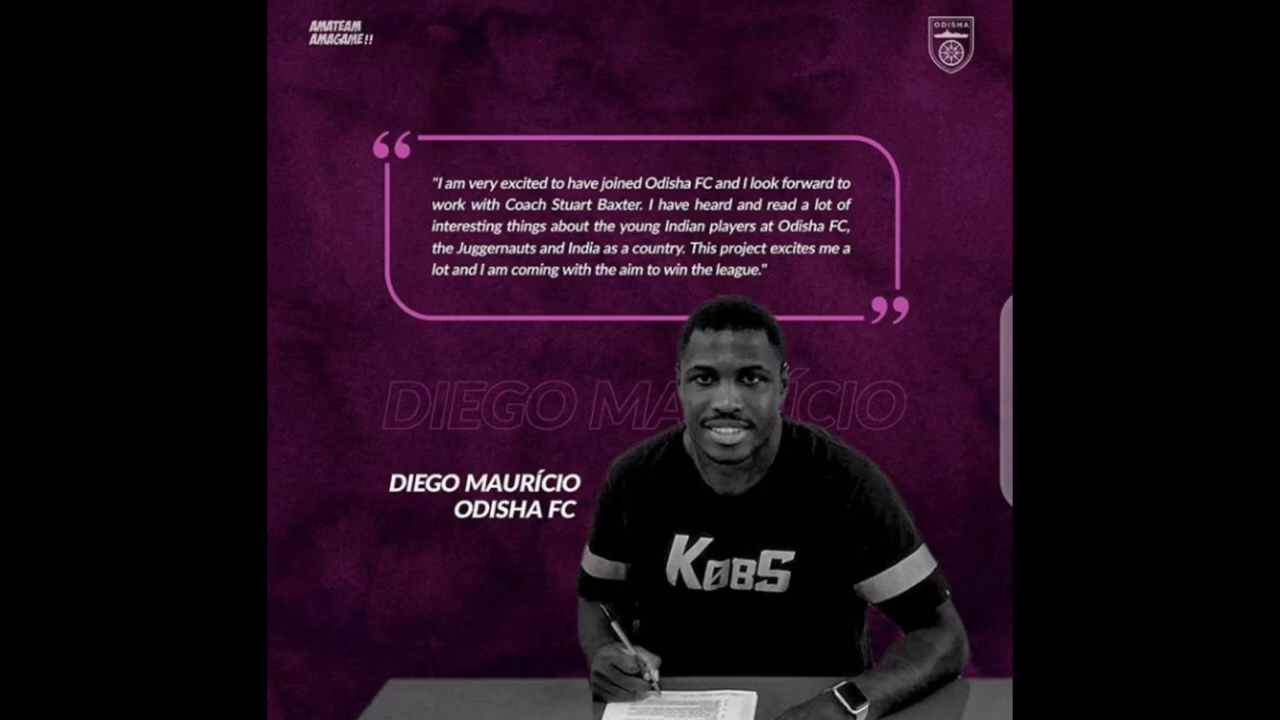 AMATEAM
AMAGAME!!
ODISHA
"I am very excited to have joined Odisha FC and I look forward to
work with Coach Stuart Baxter. I have heard and read a lot of
interesting things about the young Indian players at Odisha FC,
the Juggernauts and India as a country. This project excites me a
lot and I am coming with the aim to win the league."
DIEGO MA ÍCIO
DIEGO MAURÍCIO
ODISHA FC
KØBS